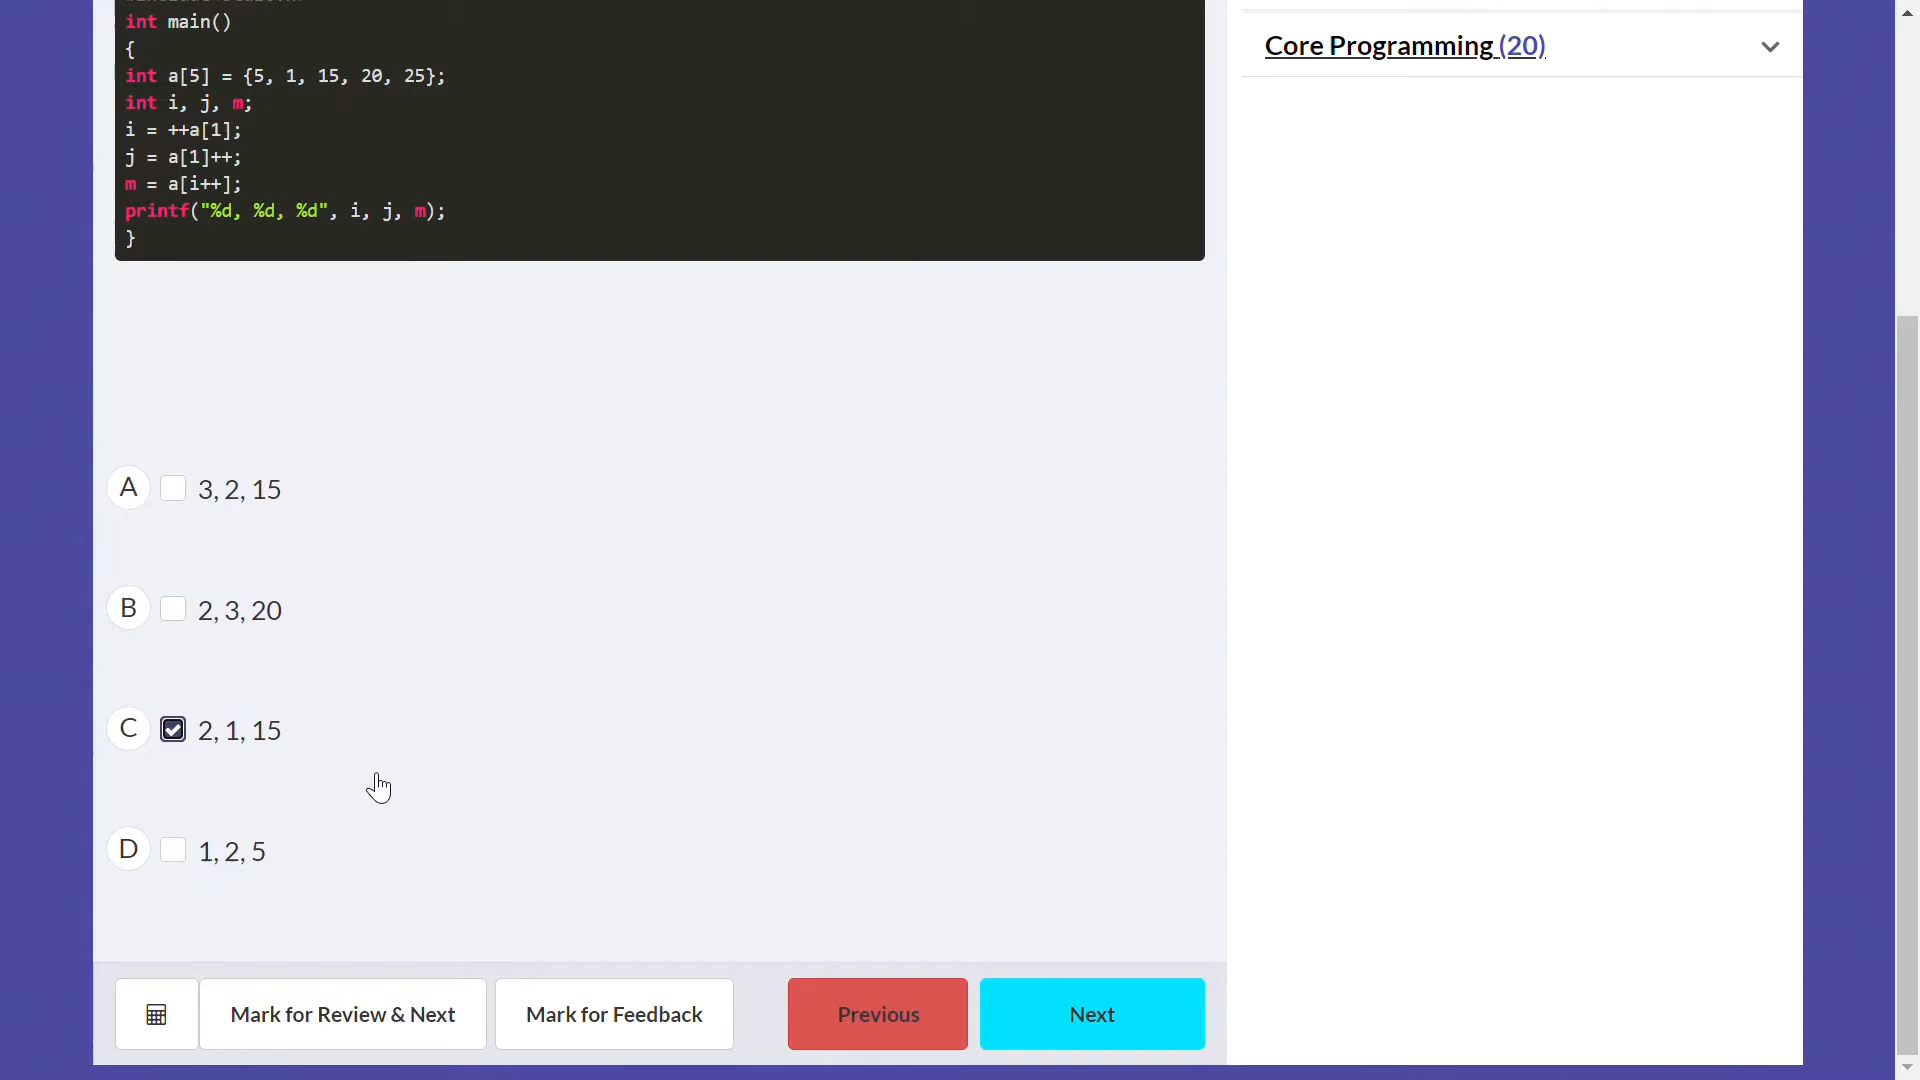 int main()
{
int a[5] = {5, 1, 15, 20, 25};
int i, j, m;
i = ++a[1];
j = a[1]++;
m = a[i++];
printf("%d, %d, %d", i, j, m);
}
A 3, 2, 15
B 2, 3, 20
C 2, 1, 15
D 1, 2, 5
Mark for Review & Next Mark for Feedback Previous Next
Core Programming (20)